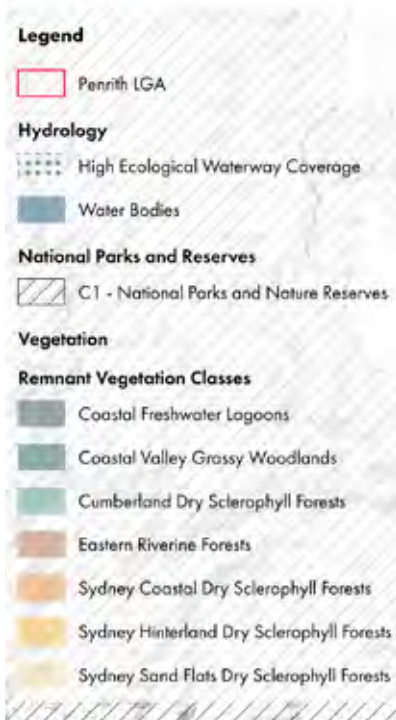 Legend
Penrith LGA
Hydrology
High Ecological Waterway Coverage
Water Bodies
National Parks and Reserves
C1 - National Parks and Nature Reserves
Vegetation
Remnant Vegetation Classes
Coastal Freshwater Lagoons
Coastal Valley Grassy Woodlands
Cumberland Dry Sclerophyll Forests
Eastern Riverine Forests
Sydney Coastal Dry Sclerophyll Forests
Sydney Hinterland Dry Sclerophyll Forests
Sydney Sand Flats Dry Sclerophyll Forests